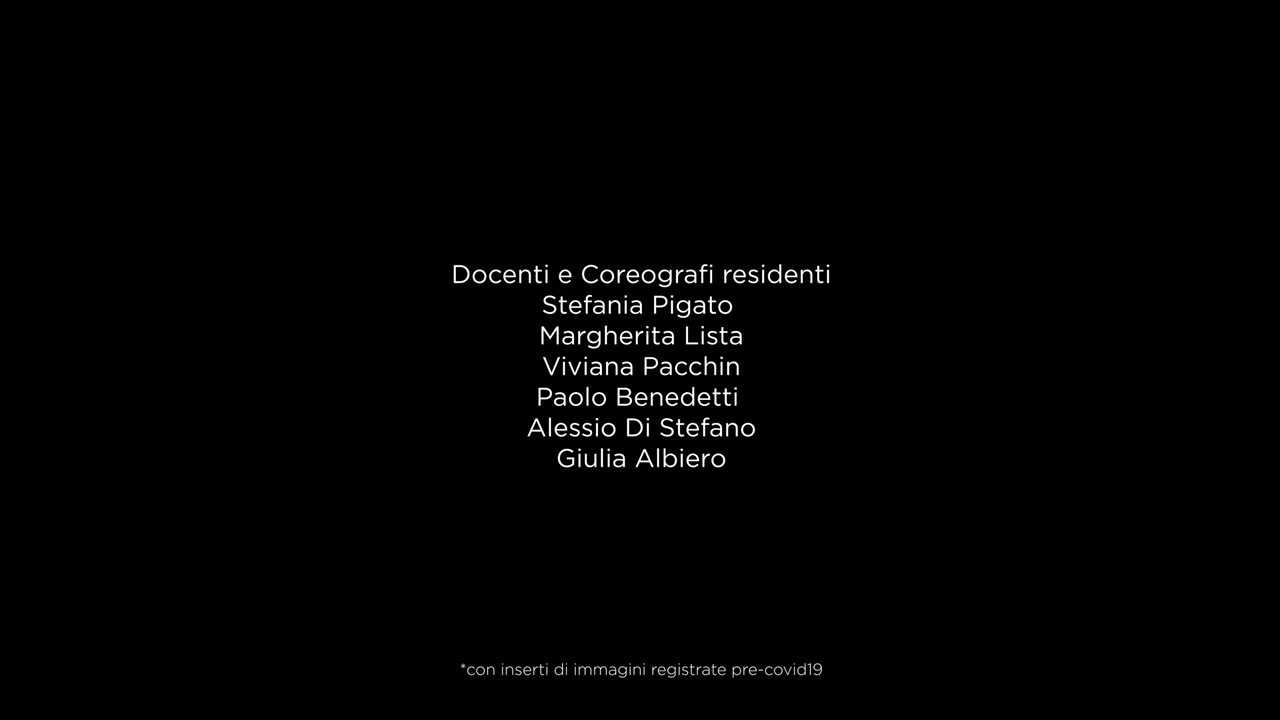 Docenti e Coreografi residenti
Stefania Pigato
Margherita Lista
Viviana Pacchin
Paolo Benedetti
Alessio Di Stefano
Giulia Albiero
*con inserti di immagini registrate pre-covid19